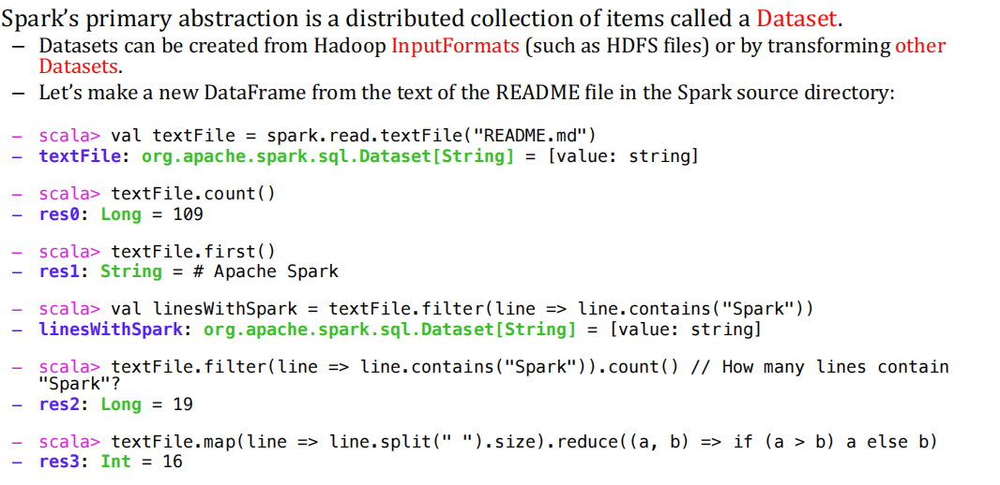 Spark's primary abstraction is a distributed collection of items called a Dataset.
– Datasets can be created from Hadoop InputFormats (such as HDFS files) or by transforming other
Datasets.
– Let's make a new DataFrame from the text of the README file in the Spark source directory:
– scala> val textFile = spark.read.textFile("README.md")
– textFile: org.apache.spark.sql.Dataset[String] = [value: string]
– scala> textFile.count()
– res0: Long = 109
– scala> textFile.first()
– res1: String = # Apache Spark
– scala> val linesWithSpark = textFile.filter(line => line.contains("Spark"))
– linesWithSpark: org.apache.spark.sql.Dataset[String] = [value: string]
– scala> textFile.filter(line => line.contains("Spark")).count() // How many lines contain
"Spark"?
– res2: Long = 19
– scala> textFile.map(line => line.split(" ").size).reduce((a, b) => if (a > b) a else b)
– res3: Int = 16